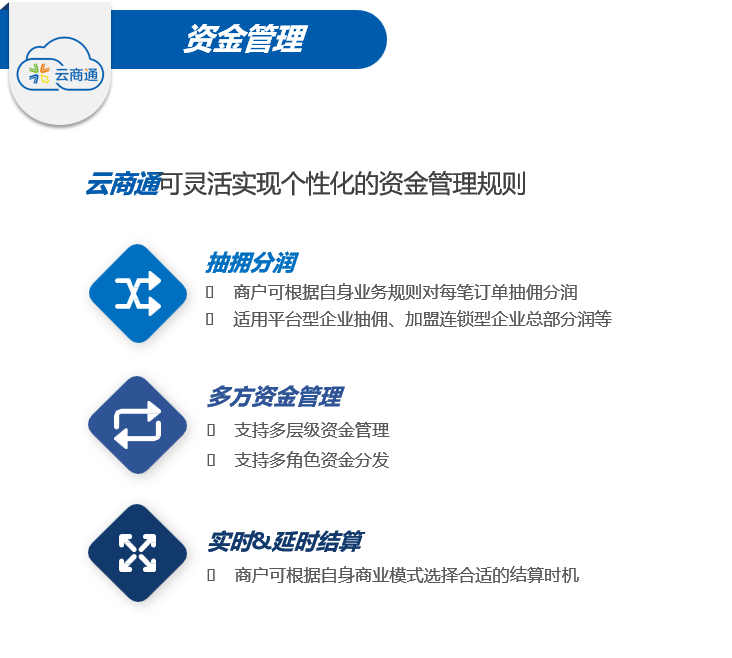 资金管理
云商通
云商通可灵活实现个性化的资金管理规则
抽拥分润
商户可根据自身业务规则对每笔订单抽佣分润
适用平台型企业抽佣、加盟连锁型企业总部分润等
多方资金管理
支持多层级资金管理
支持多角色资金分发
实时&延时结算
商户可根据自身商业模式选择合适的结算时机